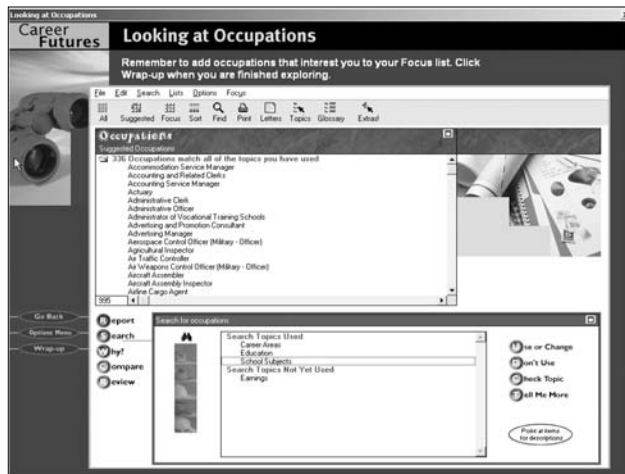 Looking at Occupations
Career
Futures
Looking at Occupations
Remember to add occupations that interest you to your Focus list. Click
Wrap-up when you are finished exploring.
File Edit Search Lists Options Focus
All Suggested Focus Sort Find Print Letters Topics Glossary Extras!
Occupations
Suggested Occupations
336 Occupations match all of the topics you have used
Accommodation Service Manager
Accounting and Related Clerks
Accounting Service Manager
Actuary
Administrative Clerk
Administrative Officer
Administrator of Vocational Training Schools
Advertising and Promotion Consultant
Advertising Manager
Aerospace Control Officer (Military - Officer)
Agricultural Inspector
Air Traffic Controller
Air Weapons Control Officer (Military - Officer)
Aircraft Assembler
Aircraft Assembly Inspector
Airline Cargo Agent
995
Go Back
Options Menu
Wrap-up
Report
Search
Why?
Compare
Review
Search for occupations
Search Topics Used
Career Areas
Education
School Subjects
Search Topics Not Yet Used
Earnings
Use or Change
Don't Use
Check Topic
Tell Me More
Point at items
for descriptions